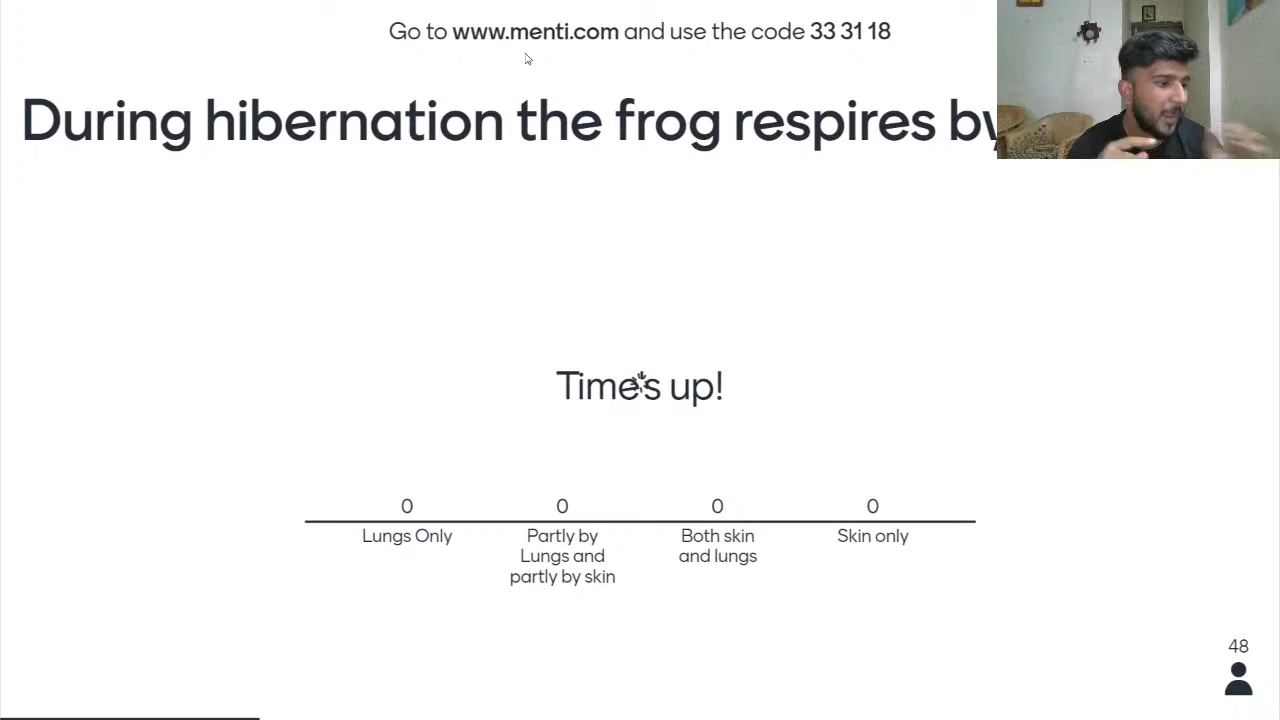 Go to www.menti.com and use the code 33 31 18
During hibernation the frog respires by
Time's up!
0
0
0
0
Lungs Only
Partly by
Lungs and
partly by skin
Both skin
and lungs
Skin only
48